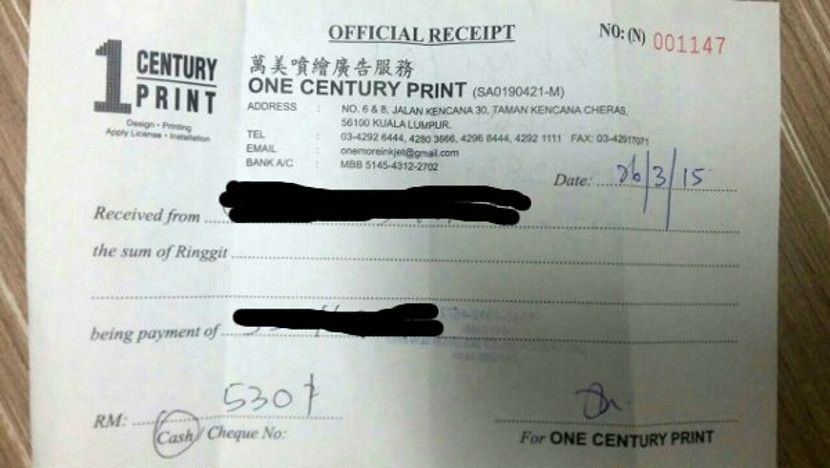 OFFICIAL RECEIPT
NO: (N) 001147
1 CENTURY PRINT
Design - Printing
Apply License - Installation
萬美噴繪廣告服務
ONE CENTURY PRINT (SA0190421-M)
ADDRESS : NO. 6 & 8, JALAN KENCANA 30, TAMAN KENCANA CHERAS,
56100 KUALA LUMPUR.
TEL : 03-4292 6444, 4280 3866, 4296 8444, 4292 1111 FAX: 03-42917071
EMAIL : onemoreinkjet@gmail.com
BANK A/C : MBB 5145-4312-2702
Date: 26/3/15
Received from
the sum of Ringgit
being payment of
RM: 530/
Cash / Cheque No:
For ONE CENTURY PRINT